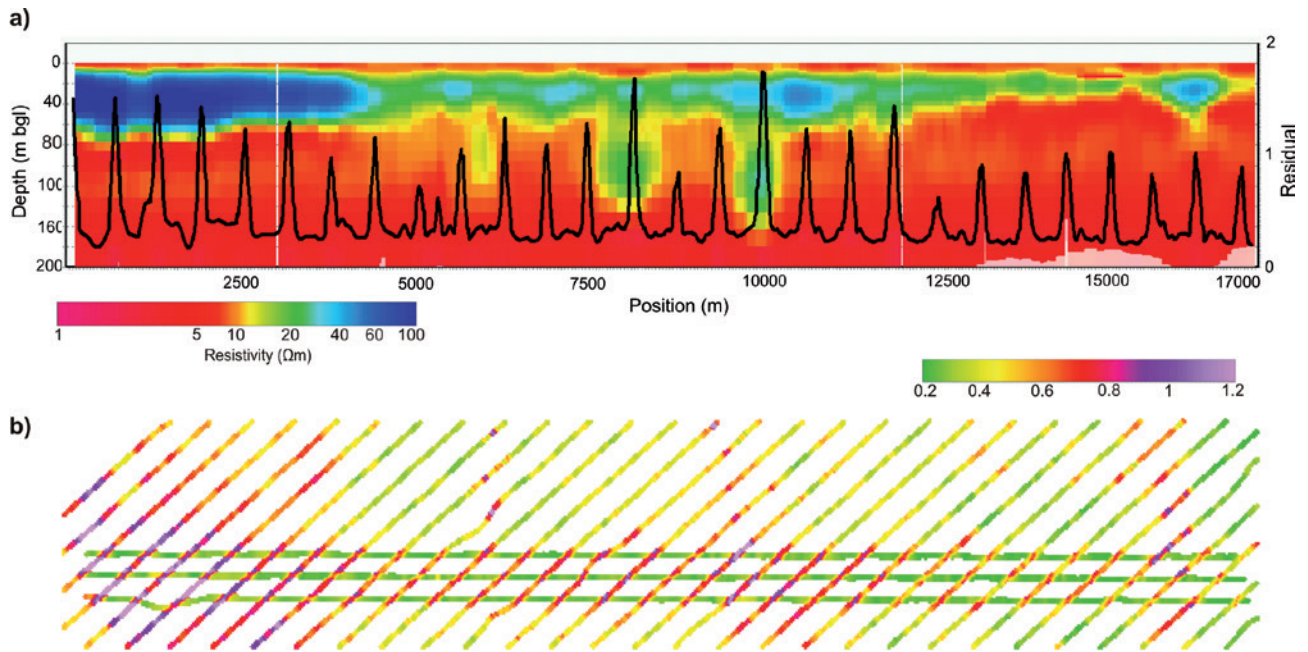 a)
2
0
40
80
100
160
200
Depth (m bgl)
1
0
Residual
2500 5000 7500 10000 12500 15000 17000
Position (m)
1 5 10 20 40 60 100
Resistivity (Ωm)
0.2 0.4 0.6 0.8 1 1.2
b)